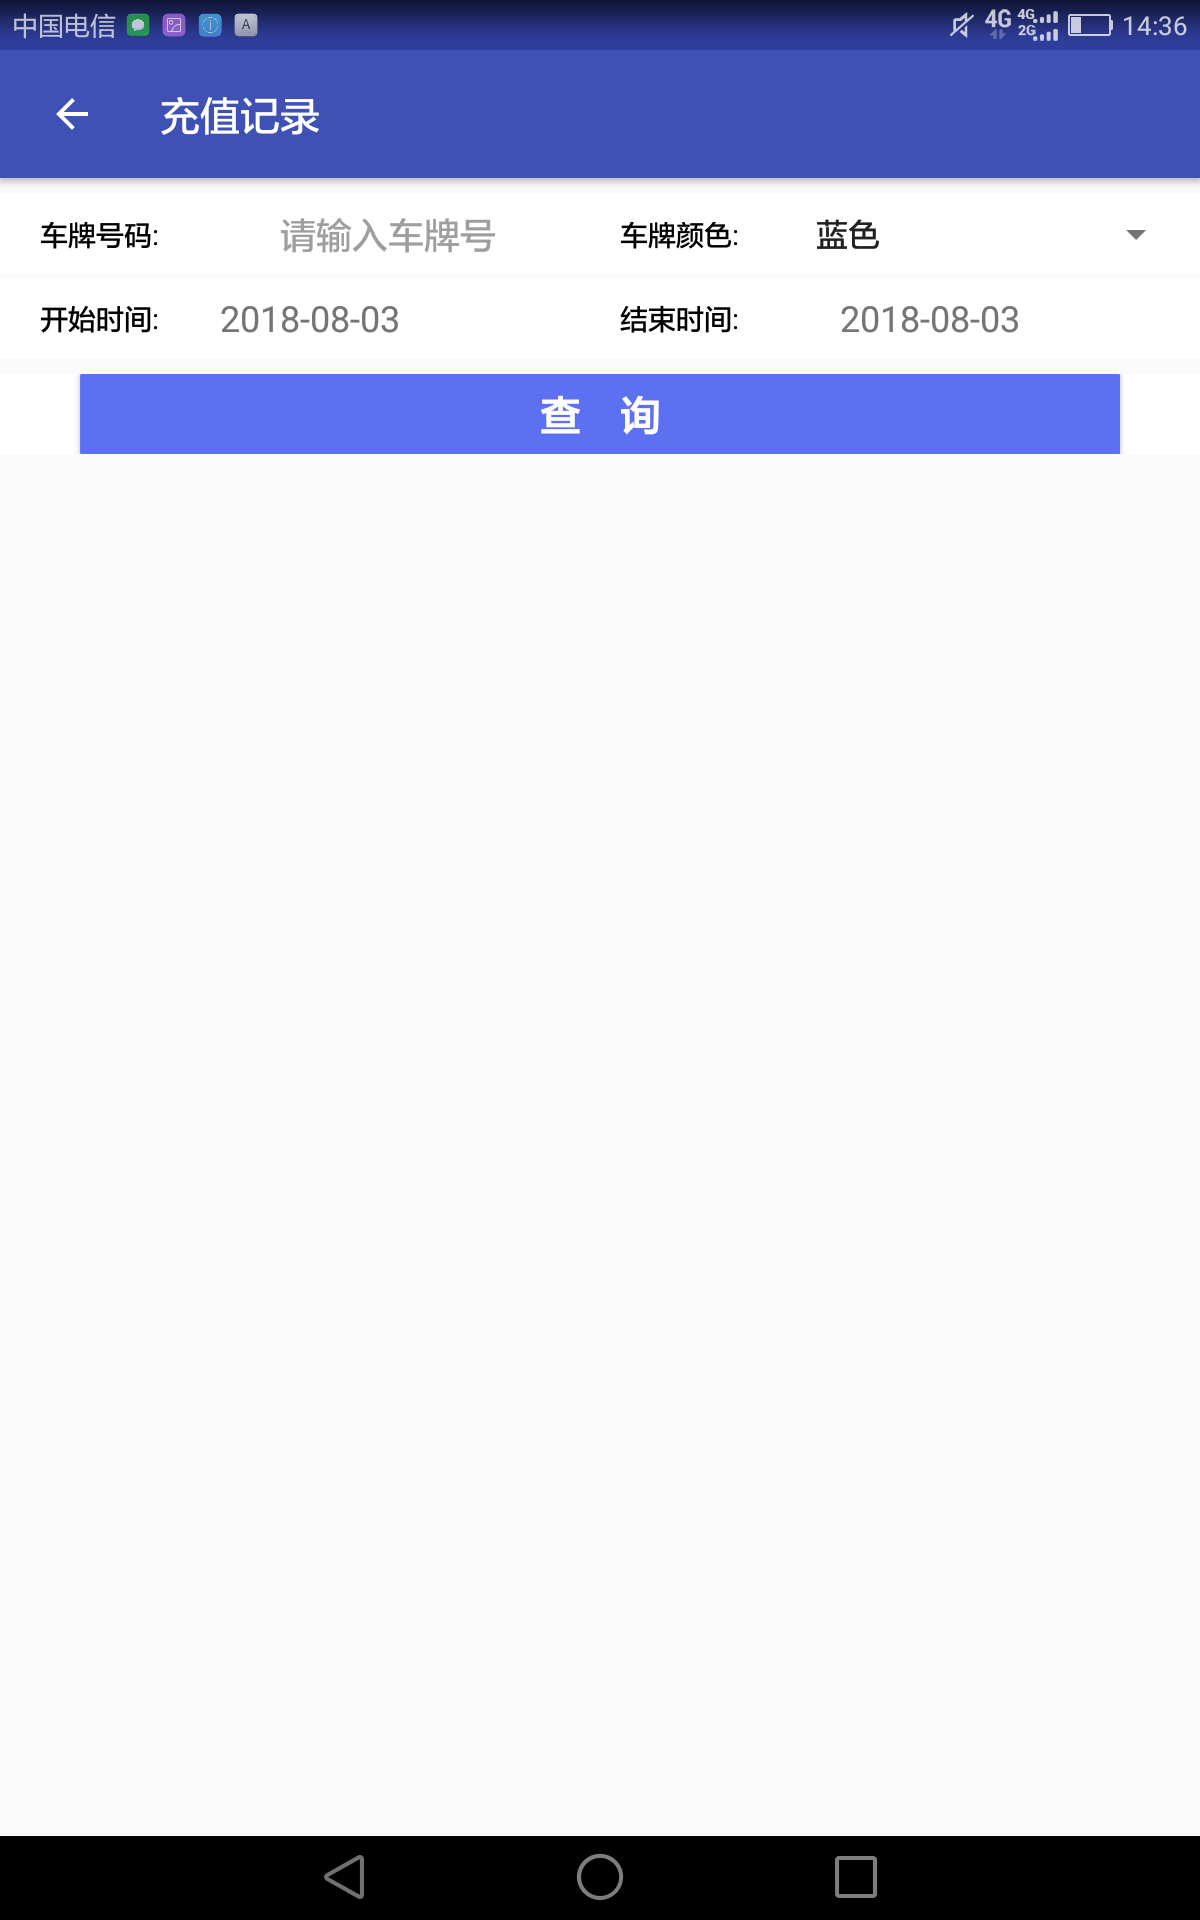 中国电信 A 4G 4G 2G 14:36
充值记录
车牌号码: 请输入车牌号 车牌颜色: 蓝色
开始时间: 2018-08-03 结束时间: 2018-08-03
查 询